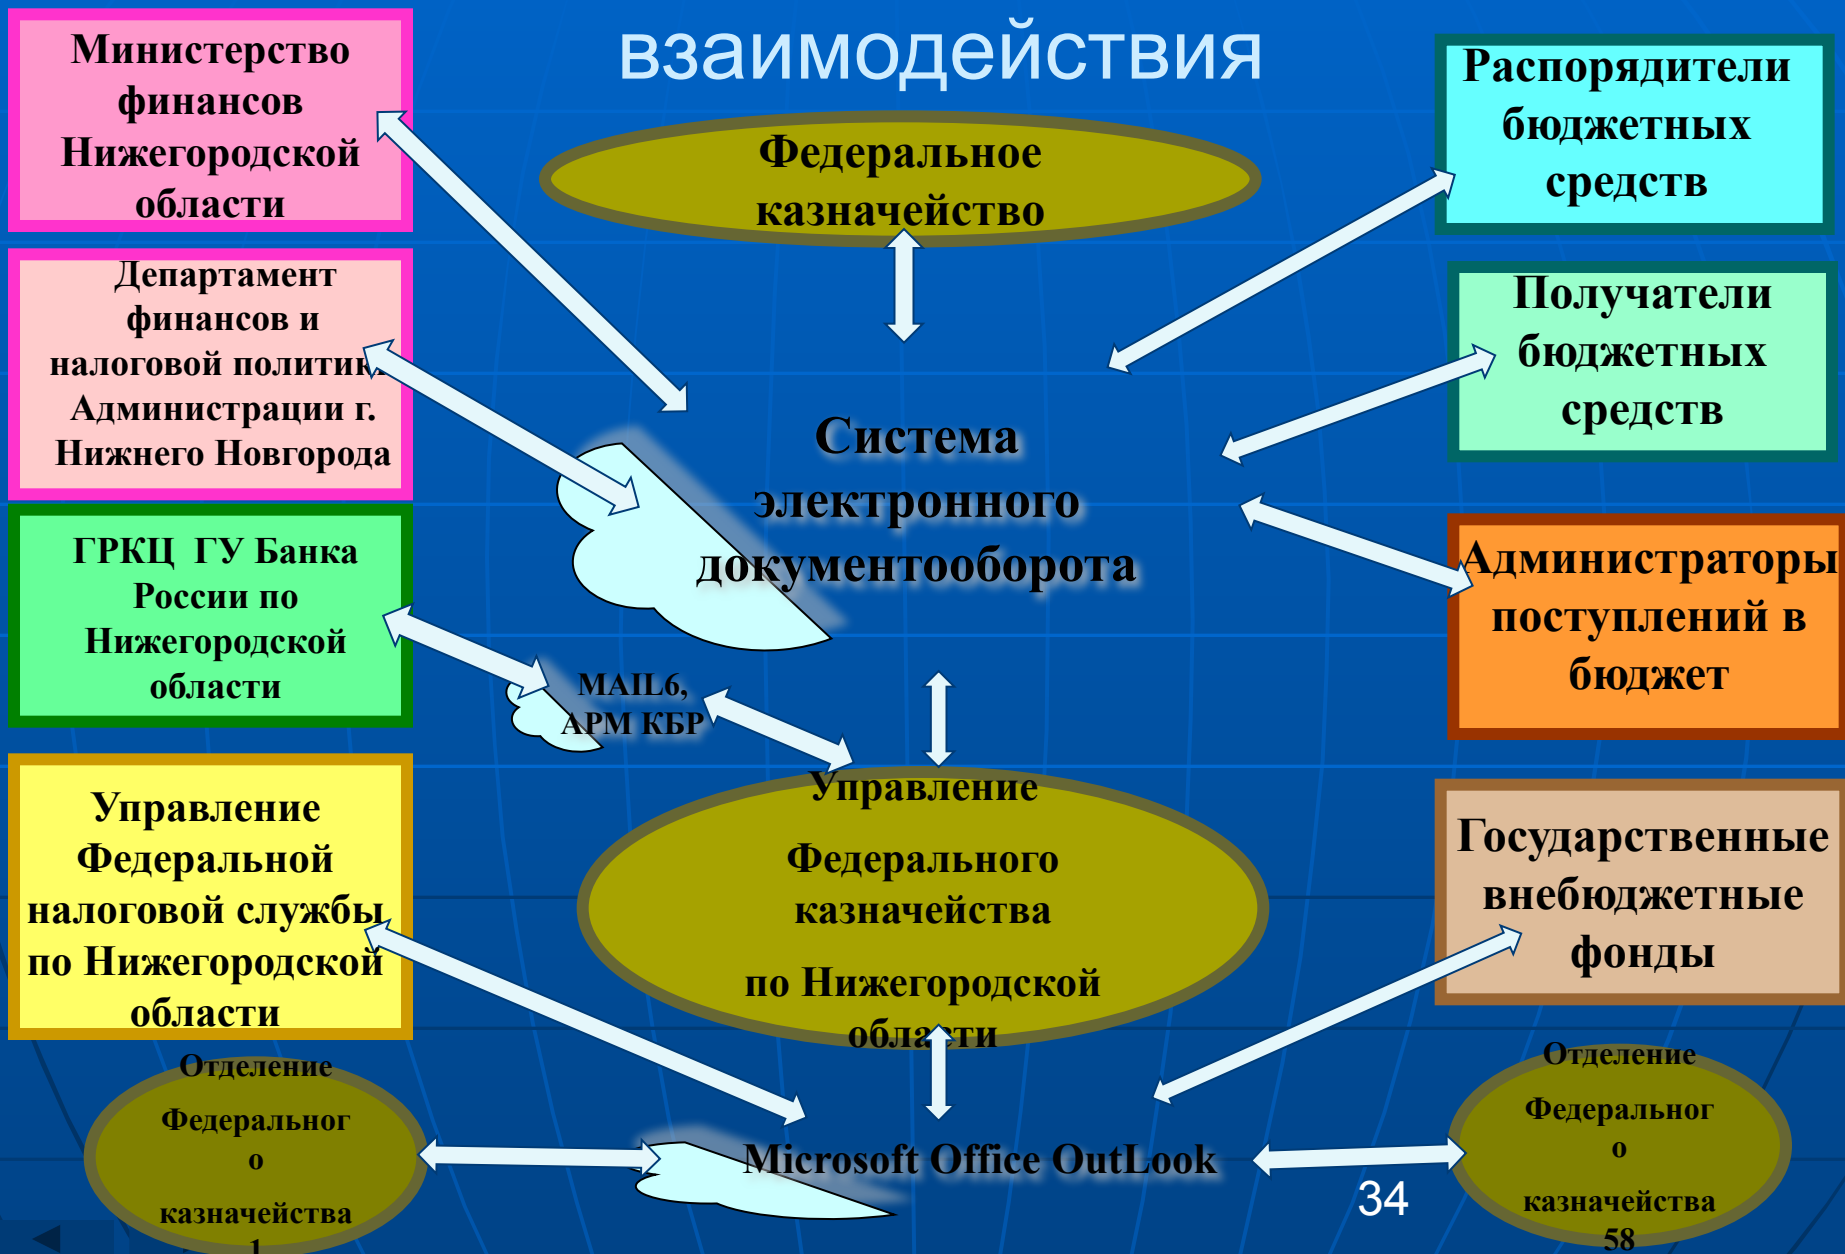 взаимодействия
Министерство
финансов
Нижегородской
области
Федеральное
казначейство
Распорядители
бюджетных
средств
Департамент
финансов и
налоговой политики
Администрации г.
Нижнего Новгорода
Получатели
бюджетных
средств
Система
электронного
документооборота
ГРКЦ ГУ Банка
России по
Нижегородской
области
Администраторы
поступлений в
бюджет
MAIL6,
АРМ КБР
Управление
Федеральной
налоговой службы
по Нижегородской
области
Управление
Федерального
казначейства
по Нижегородской
области
Государственные
внебюджетные
фонды
Отделение
Федеральног
о
казначейства
1
Microsoft Office OutLook
Отделение
Федеральног
о
казначейства
58
34